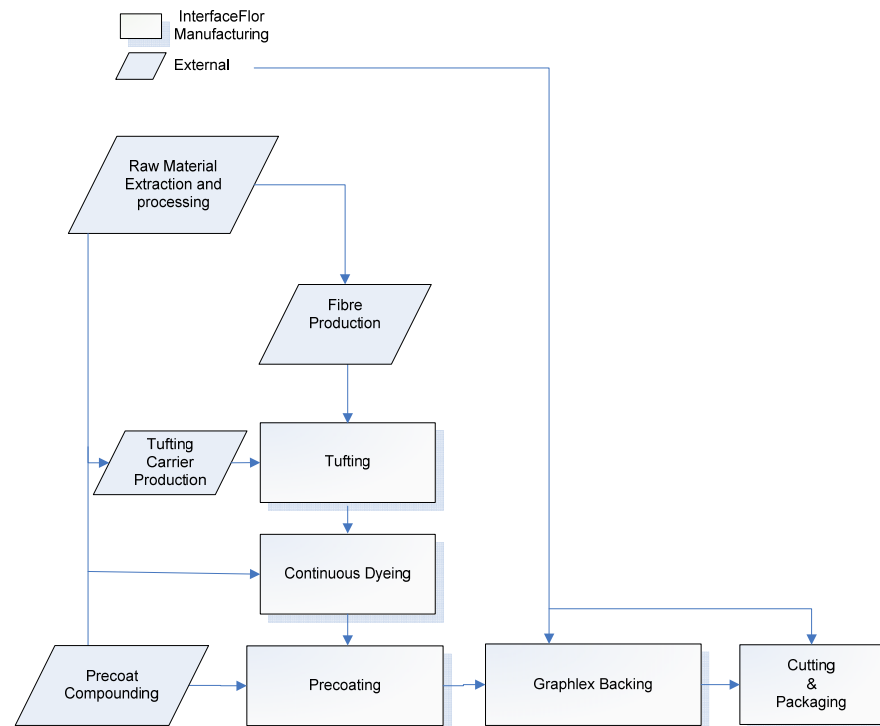 InterfaceFlor
Manufacturing
External
Raw Material
Extraction and
processing
Fibre
Production
Tufting
Carrier
Production
Tufting
Continuous Dyeing
Precoat
Compounding
Precoating
Graphlex Backing
Cutting
&
Packaging